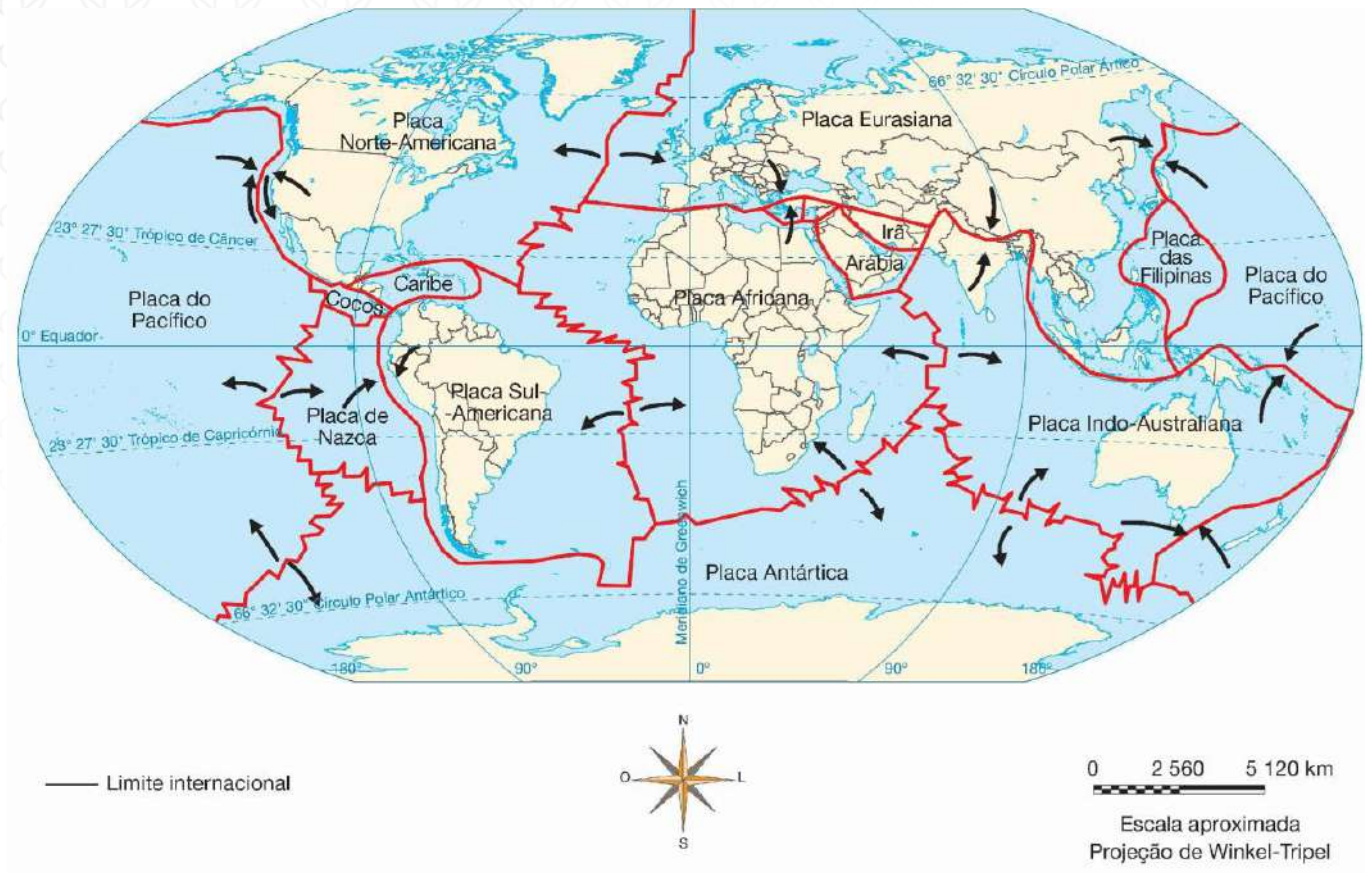 66° 32' 30" Círculo Polar Ártico
Placa
Norte-Americana
Placa Eurasiana
23° 27' 30" Trópico de Câncer
Irã
Arábia
Placa
das
Filipinas
Placa do
Pacífico
Caribe
Cocos
Placa Africana
Placa do
Pacífico
0° Equador
Placa Sul-
-Americana
Placa de
Nazca
Placa Indo-Australiana
23° 27' 30" Trópico de Capricórnio
Meridiano de Greenwich
Placa Antártica
66° 32' 30" Círculo Polar Antártico
180°
90°
0°
90°
180°
N
O
L
S
Limite internacional
0 2 560 5 120 km
Escala aproximada
Projeção de Winkel-Tripel